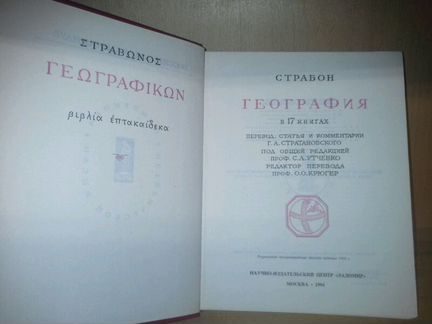 ΣΤΡΑΒΩΝΟΣ
ΓΕΩΓΡΑΦΙΚΩΝ
βιβλία ἑπτακαίδεκα
СТРАБОН
ГЕОГРАФИЯ
В 17 КНИГАХ
ПЕРЕВОД, СТАТЬЯ И КОММЕНТАРИИ
Г. А. СТРАТАНОВСКОГО
ПОД ОБЩЕЙ РЕДАКЦИЕЙ
ПРОФ. С.Л. УТЧЕНКО
РЕДАКТОР ПЕРЕВОДА
ПРОФ. О.О. КРЮГЕР
НАУЧНО-ИЗДАТЕЛЬСКИЙ ЦЕНТР «ЛАДОМИР»
МОСКВА · 1994